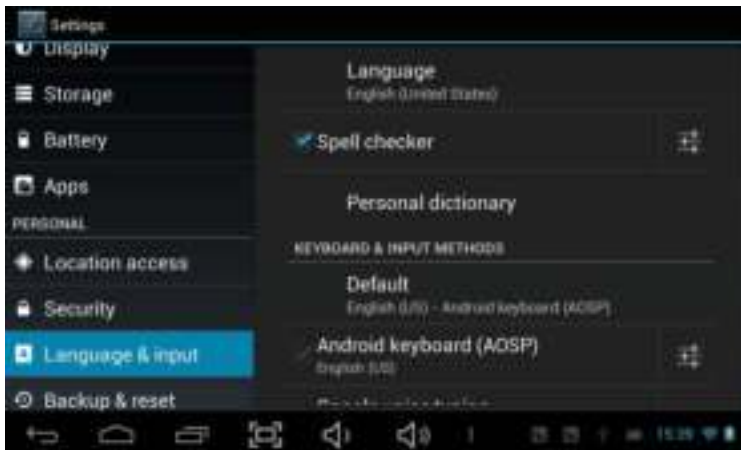 Settings
Display
Storage
Battery
Apps
PERSONAL
Location access
Security
Language & input
Backup & reset
Language
English (United States)
Spell checker
Personal dictionary
KEYBOARD & INPUT METHODS
Default
English (US) - Android keyboard (AOSP)
Android keyboard (AOSP)
English (US)